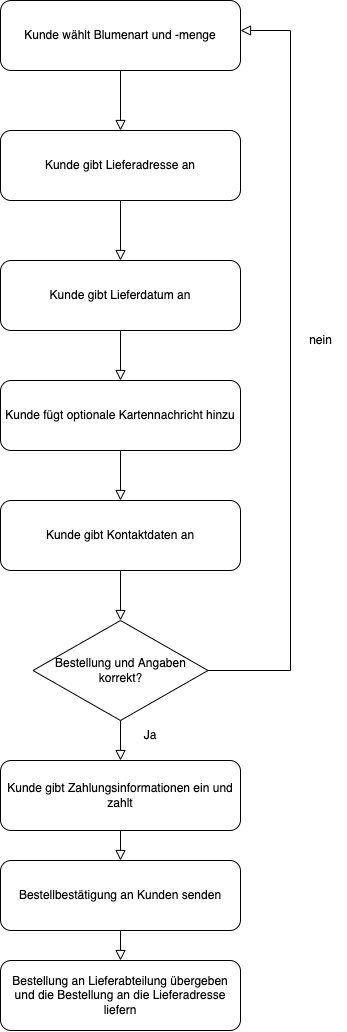 Kunde wählt Blumenart und -menge
Kunde gibt Lieferadresse an
Kunde gibt Lieferdatum an
nein
Kunde fügt optionale Kartennachricht hinzu
Kunde gibt Kontaktdaten an
Bestellung und Angaben
korrekt?
Ja
Kunde gibt Zahlungsinformationen ein und
zahlt
Bestellbestätigung an Kunden senden
Bestellung an Lieferabteilung übergeben
und die Bestellung an die Lieferadresse
liefern